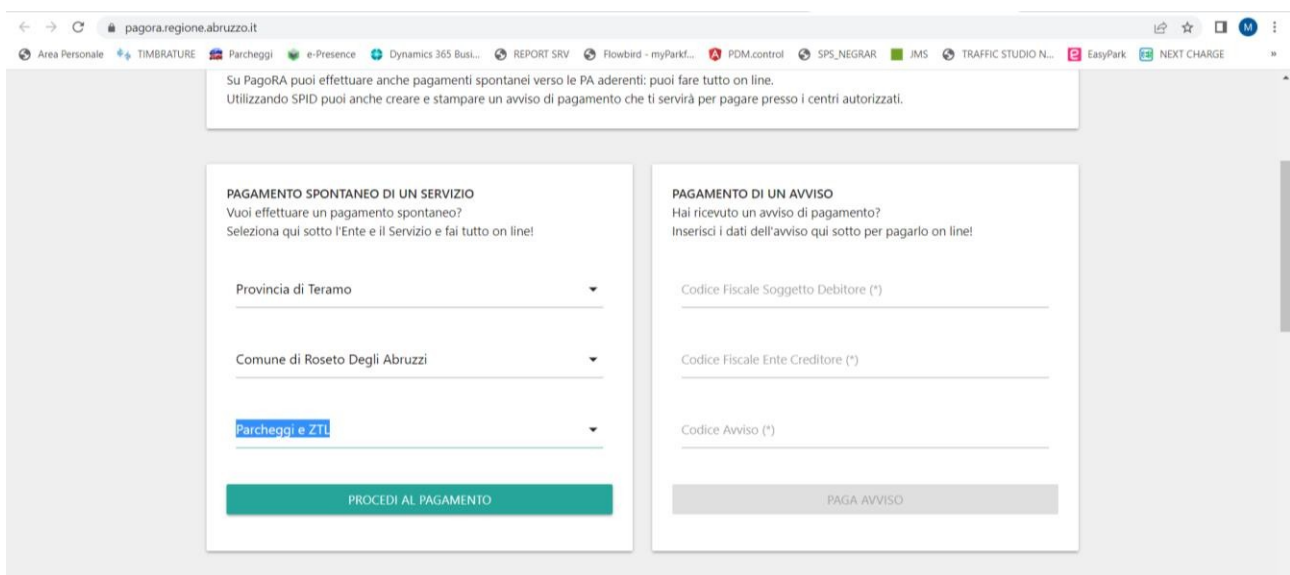 pagora.regione.abruzzo.it
M
Area Personale TIMBRATURE Parcheggi e-Presence Dynamics 365 Busi... REPORT SRV Flowbird - myParkf... PDM.control SPS_NEGRAR JMS TRAFFIC STUDIO N... EasyPark NEXT CHARGE »
Su PagoRA puoi effettuare anche pagamenti spontanei verso le PA aderenti: puoi fare tutto on line.
Utilizzando SPID puoi anche creare e stampare un avviso di pagamento che ti servirà per pagare presso i centri autorizzati.
PAGAMENTO SPONTANEO DI UN SERVIZIO
Vuoi effettuare un pagamento spontaneo?
Seleziona qui sotto l'Ente e il Servizio e fai tutto on line!
Provincia di Teramo
Comune di Roseto Degli Abruzzi
Parcheggi e ZTL
PROCEDI AL PAGAMENTO
PAGAMENTO DI UN AVVISO
Hai ricevuto un avviso di pagamento?
Inserisci i dati dell'avviso qui sotto per pagarlo on line!
Codice Fiscale Soggetto Debitore (*)
Codice Fiscale Ente Creditore (*)
Codice Avviso (*)
PAGA AVVISO